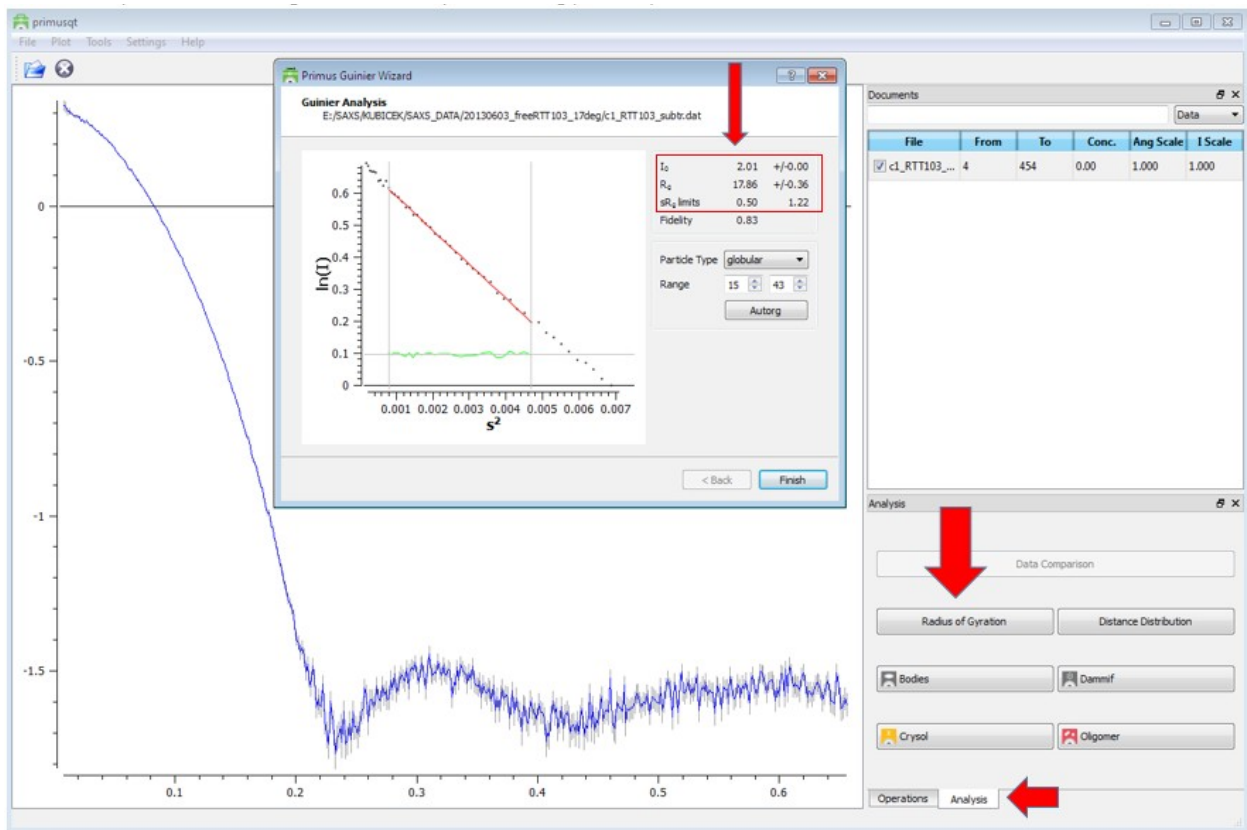 primusqt
File Plot Tools Settings Help
Primus Guinier Wizard
Guinier Analysis
E:/SAXS/KUBICEK/SAXS_DATA/20130603_freeRTT103_17deg/c1_RTT103_subtr.dat
I₀ 2.01 +/-0.00
Rg 17.86 +/-0.36
sRg limits 0.50 1.22
Fidelity 0.83
Particle Type globular
Range 15 43
Autorg
ln(I)
0.6
0.5
0.4
0.3
0.2
0.1
0
0.001 0.002 0.003 0.004 0.005 0.006 0.007
s²
< Back Finish
0
-0.5
-1
-1.5
0.1 0.2 0.3 0.4 0.5 0.6
Documents
Data
File From To Conc. Ang Scale I Scale
c1_RTT103_... 4 454 0.00 1.000 1.000
Analysis
Data Comparison
Radius of Gyration Distance Distribution
Bodies Dammif
Crysol Oligomer
Operations Analysis